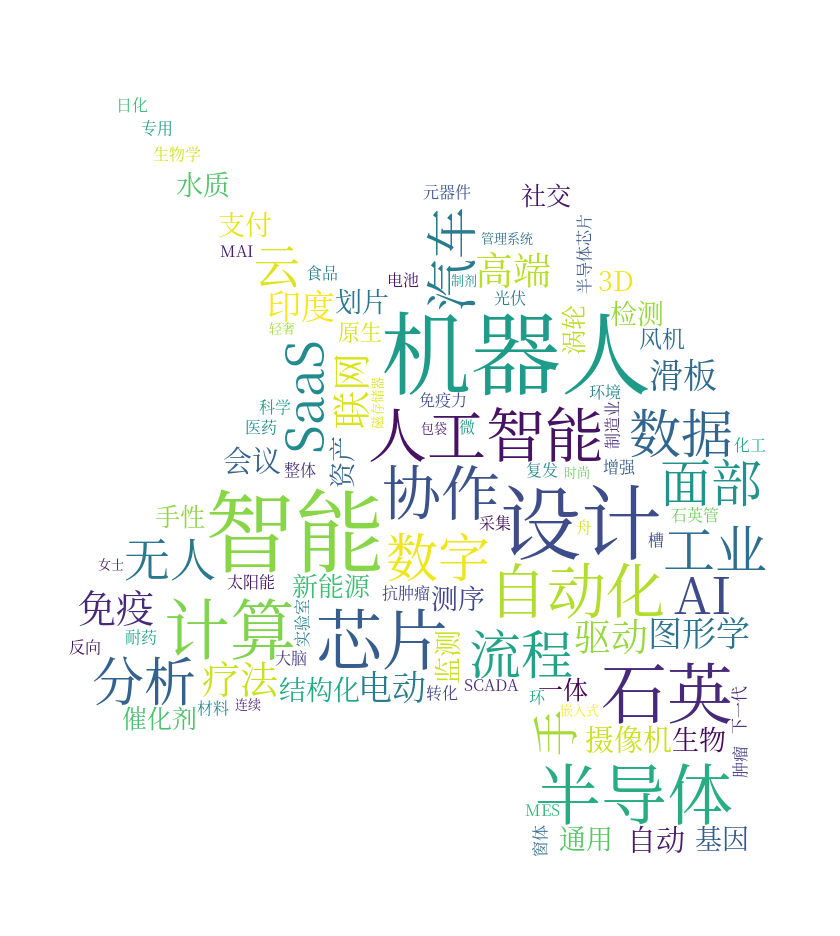 日化
专用
生物学
水质
元器件
社交
支付
汽车
半导体芯片
管理系统
MAI
云
食品
电池
制剂
高端
3D
印度
划片
光伏
涡轮
检测
轻奢
原生
机器人
风机
SaaS
联网
磁存储器
滑板
科学
免疫力
环境
制造业
医药
包袋
微
人工智能
数据
化工
会议
整体
资产
协作
复发
时尚
增强
面部
手性
智能
采集
设计
舟
石英管
槽
无人
数字
工业
女士
太阳能
新能源
抗肿瘤
测序
自动化
AI
免疫
计算
实验室
芯片
反向
耐药
大脑
监测
流程
驱动
图形学
分析
疗法
结构化
电动
转化
SCADA
一体
环
石英
下一代
催化剂
材料
连续
嵌入式
手
摄像机
生物
肿瘤
半导体
MES
窗体
通用
自动
基因